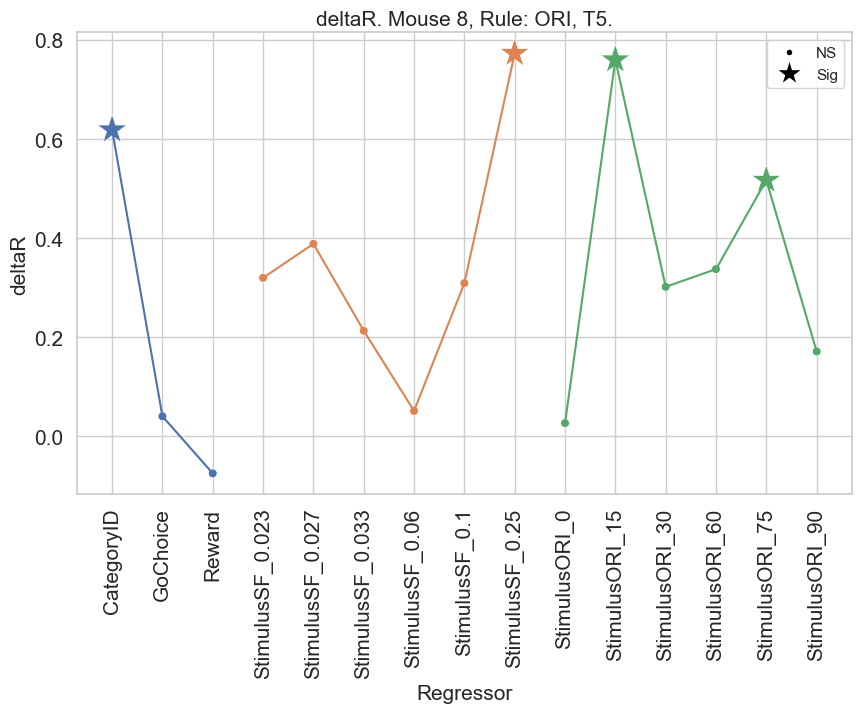 deltaR. Mouse 8, Rule: ORI, T5.
NS
Sig
0.8
0.6
0.4
0.2
0.0
deltaR
CategoryID
GoChoice
Reward
StimulusSF_0.023
StimulusSF_0.027
StimulusSF_0.033
StimulusSF_0.06
StimulusSF_0.1
StimulusSF_0.25
StimulusORI_0
StimulusORI_15
StimulusORI_30
StimulusORI_60
StimulusORI_75
StimulusORI_90
Regressor